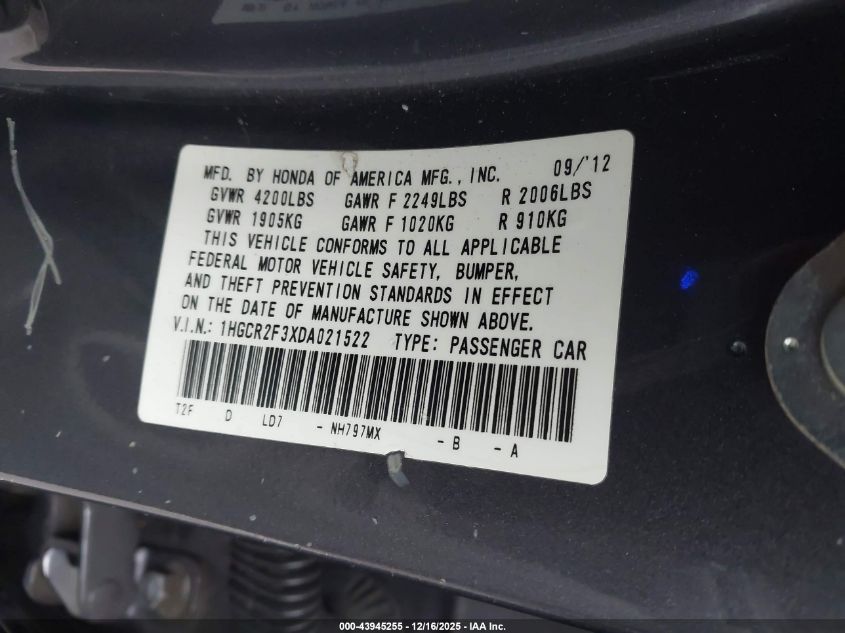 MFD. BY HONDA OF AMERICA MFG., INC. 09/'12
GVWR 4200LBS GAWR F 2249LBS R 2006LBS
GVWR 1905KG GAWR F 1020KG R 910KG
THIS VEHICLE CONFORMS TO ALL APPLICABLE
FEDERAL MOTOR VEHICLE SAFETY, BUMPER,
AND THEFT PREVENTION STANDARDS IN EFFECT
ON THE DATE OF MANUFACTURE SHOWN ABOVE.
V.I.N.: 1HGCR2F3XDA021522 TYPE: PASSENGER CAR
T2F D LD7 - NH797MX - B - A
000-43945255 - 12/16/2025 - IAA Inc.